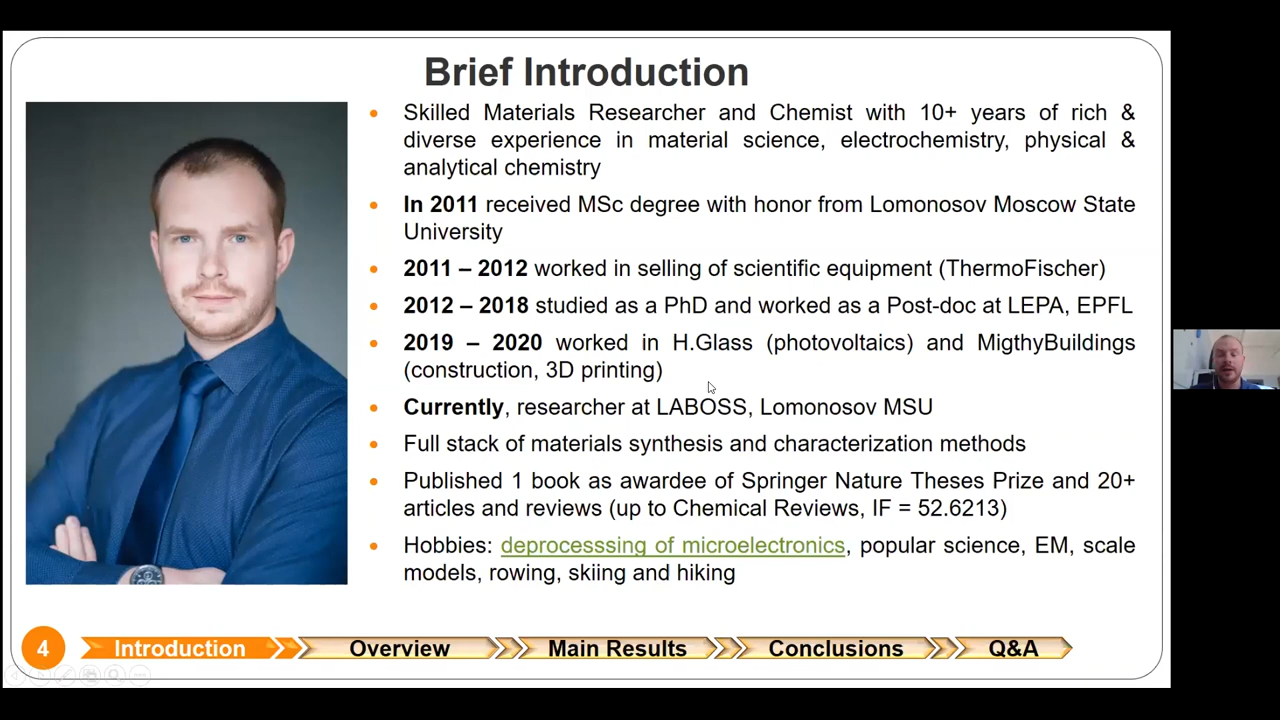 Brief Introduction
Skilled Materials Researcher and Chemist with 10+ years of rich &
diverse experience in material science, electrochemistry, physical &
analytical chemistry
In 2011 received MSc degree with honor from Lomonosov Moscow State
University
2011 – 2012 worked in selling of scientific equipment (ThermoFischer)
2012 – 2018 studied as a PhD and worked as a Post-doc at LEPA, EPFL
2019 – 2020 worked in H.Glass (photovoltaics) and MigthyBuildings
(construction, 3D printing)
Currently, researcher at LABOSS, Lomonosov MSU
Full stack of materials synthesis and characterization methods
Published 1 book as awardee of Springer Nature Theses Prize and 20+
articles and reviews (up to Chemical Reviews, IF = 52.6213)
Hobbies: deprocesssing of microelectronics, popular science, EM, scale
models, rowing, skiing and hiking
4 Introduction Overview Main Results Conclusions Q&A